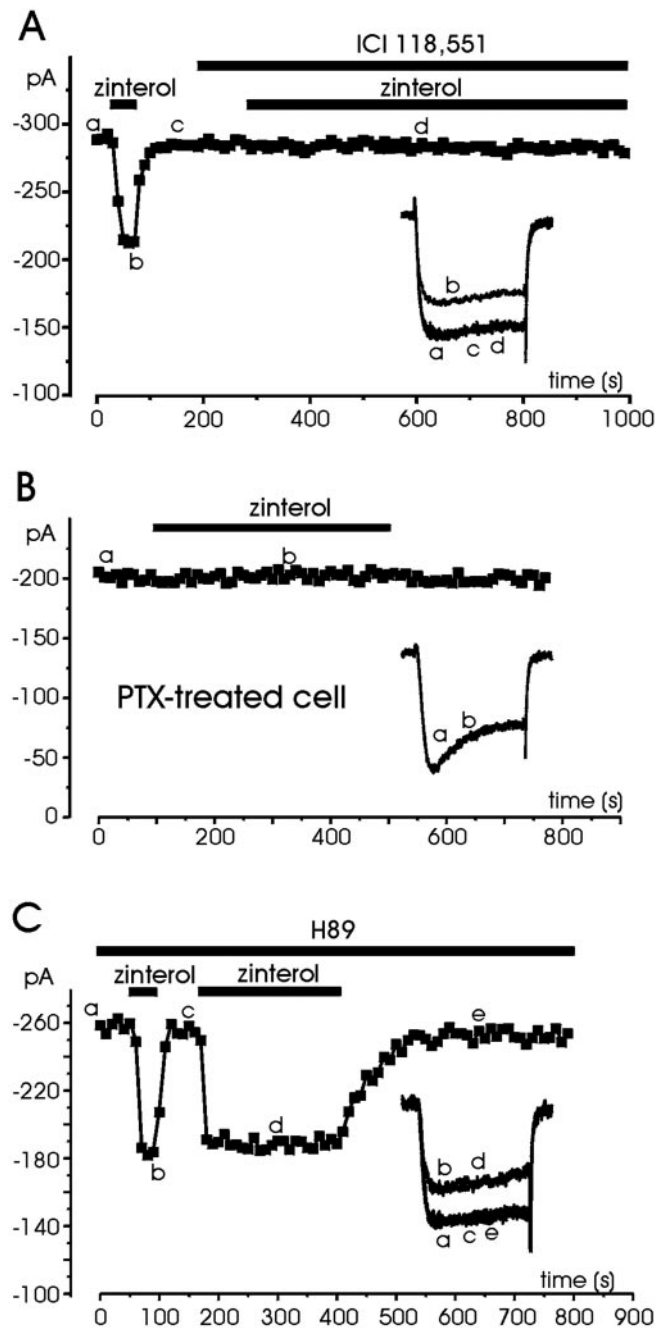 A
ICI 118,551
pA
zinterol
zinterol
a
c
d
b
-300
-250
-200
-150
-100
b
a c d
time (s)
0 200 400 600 800 1000
B
zinterol
pA
a
b
-200
-150
-100
-50
0
PTX-treated cell
a b
time (s)
0 200 400 600 800
C
H89
pA
zinterol
zinterol
a
c
e
d
b
-260
-220
-180
-140
-100
b d
a c e
time (s)
0 100 200 300 400 500 600 700 800 900